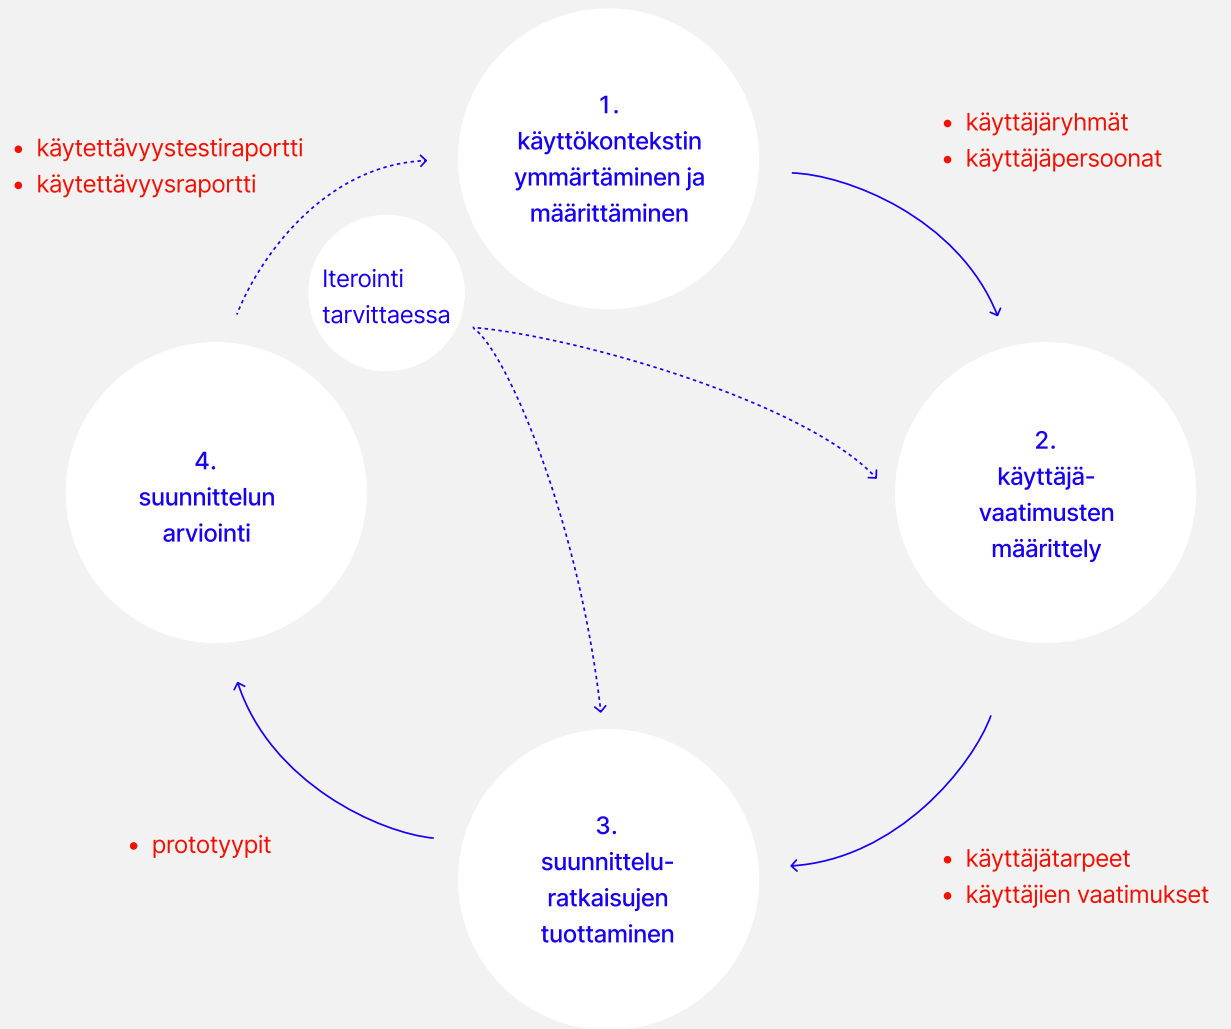 1.
käyttökontekstin
ymmärtäminen ja
määrittäminen
• käyttäjäryhmät
• käyttäjäpersoonat
• käytettävyystestiraportti
• käytettävyysraportti
Iterointi
tarvittaessa
2.
käyttäjä-
vaatimusten
määrittely
4.
suunnittelun
arviointi
3.
suunnittelu-
ratkaisujen
tuottaminen
• käyttäjätarpeet
• käyttäjien vaatimukset
• prototyypit